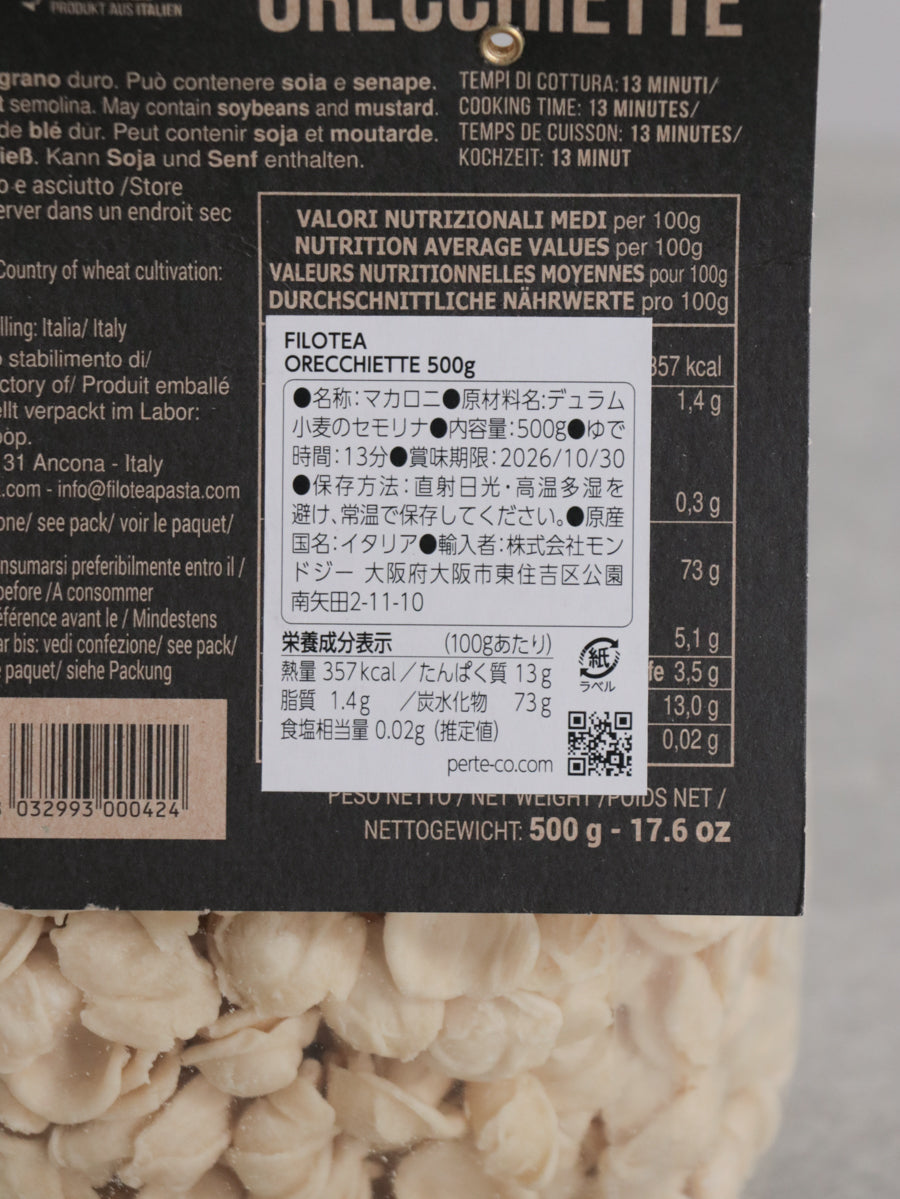 PRODUKT AUS ITALIEN
ORECCHIETTE
grano duro. Può contenere soia e senape.
semolina. May contain soybeans and mustard.
de blé dur. Peut contenir soja et moutarde.
ieß. Kann Soja und Senf enthalten.
o e asciutto /Store
erver dans un endroit sec
TEMPI DI COTTURA: 13 MINUTI/
COOKING TIME: 13 MINUTES/
TEMPS DE CUISSON: 13 MINUTES/
KOCHZEIT: 13 MINUT
Country of wheat cultivation:
lling: Italia/ Italy
stabilimento di/
ctory of/ Produit emballé
ellt verpackt im Labor:
31 Ancona - Italy
.com - info@filoteapasta.com
one/ see pack/ voir le paquet/
nsumarsi preferibilmente entro il /
before /A consommer
éférence avant le / Mindestens
ar bis: vedi confezione/ see pack/
paquet/ siehe Packung
032993 000424
VALORI NUTRIZIONALI MEDI per 100g
NUTRITION AVERAGE VALUES per 100g
VALEURS NUTRITIONNELLES MOYENNES pour 100g
DURCHSCHNITTLICHE NÄHRWERTE pro 100g
357 kcal
1,4 g
0,3 g
73 g
5,1 g
fe 3,5 g
13,0 g
0,02 g
FILOTEA
ORECCHIETTE 500g
●名称:マカロニ●原材料名:デュラム
小麦のセモリナ●内容量:500g●ゆで
時間:13分●賞味期限:2026/10/30
●保存方法:直射日光・高温多湿を
避け、常温で保存してください。●原産
国名:イタリア●輸入者:株式会社モン
ドジー 大阪府大阪市東住吉区公園
南矢田2-11-10
栄養成分表示 (100gあたり)
熱量 357kcal/たんぱく質 13g
脂質 1.4g /炭水化物 73g
食塩相当量 0.02g (推定値)
紙
ラベル
perte-co.com
PESO NETTO / NET WEIGHT /POIDS NET /
NETTOGEWICHT: 500 g - 17.6 oz